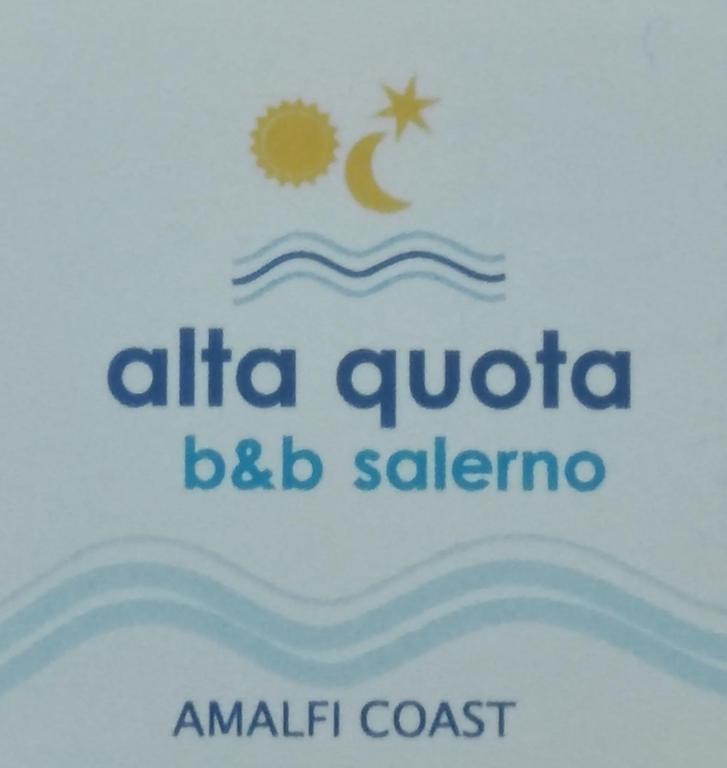 alta quota
b&b salerno
AMALFI COAST